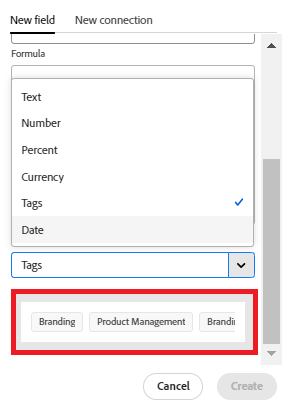 New field New connection
Formula
Text
Number
Percent
Currency
Tags
Date
Tags
Branding Product Management Brandi
Cancel Create